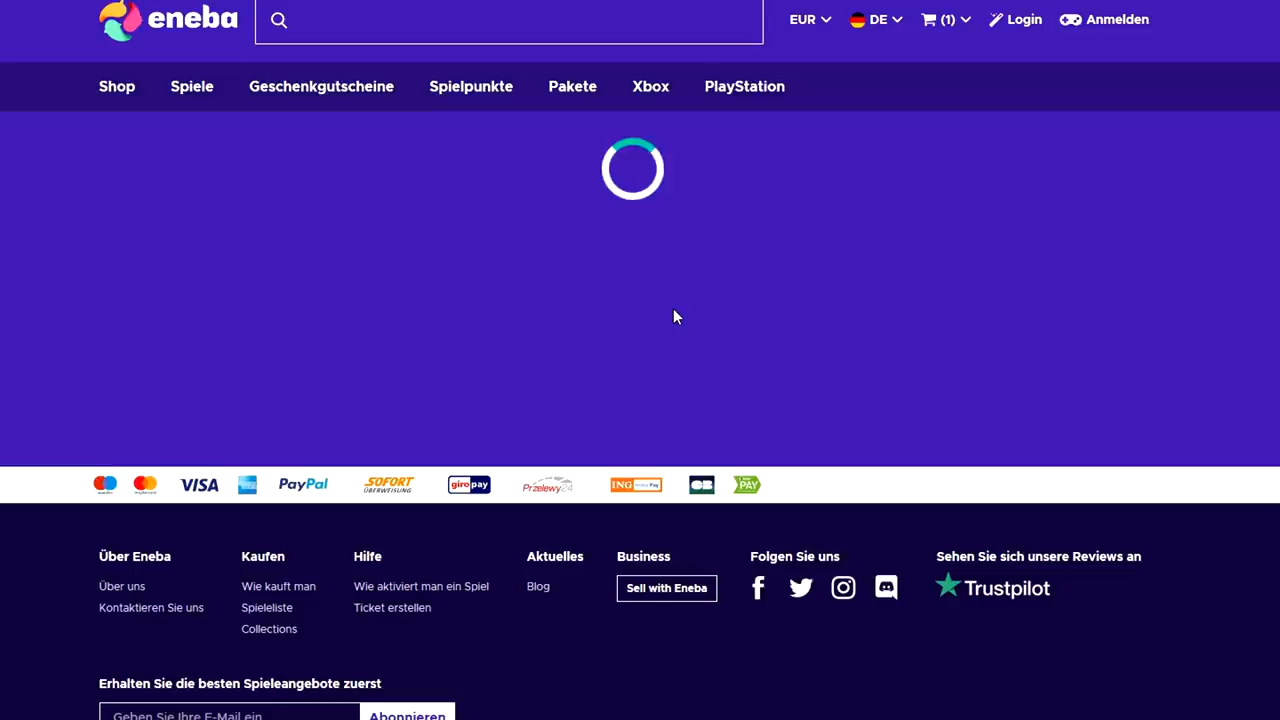 eneba
EUR
DE
(1)
Login
Anmelden
Shop
Spiele
Geschenkgutscheine
Spielpunkte
Pakete
Xbox
PlayStation
VISA
PayPal
SOFORT
ÜBERWEISUNG
giropay
Przelewy24
ING
CB
PAY
Über Eneba
Über uns
Kontaktieren Sie uns
Kaufen
Wie kauft man
Spieleliste
Collections
Hilfe
Wie aktiviert man ein Spiel
Ticket erstellen
Aktuelles
Blog
Business
Sell with Eneba
Folgen Sie uns
Sehen Sie sich unsere Reviews an
Trustpilot
Erhalten Sie die besten Spieleangebote zuerst
Geben Sie Ihre E-Mail ein
Abonnieren